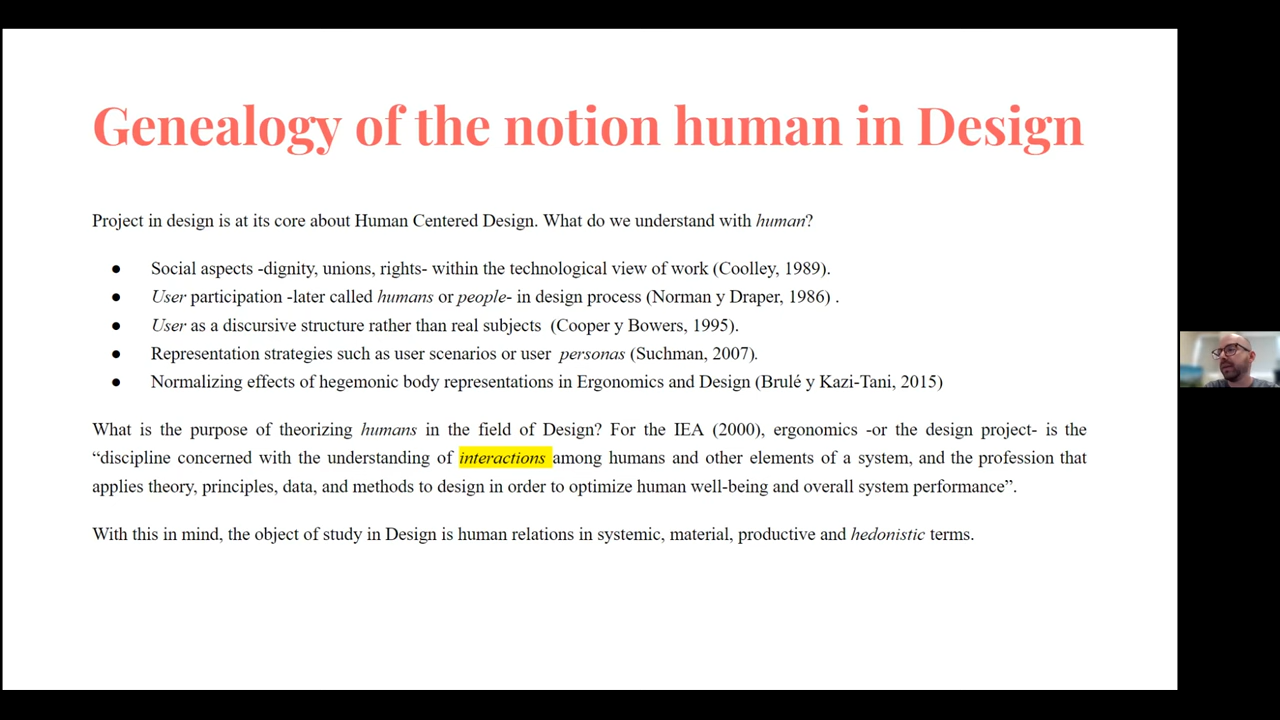 Genealogy of the notion human in Design
Project in design is at its core about Human Centered Design. What do we understand with human?
● Social aspects -dignity, unions, rights- within the technological view of work (Coolley, 1989).
● User participation -later called humans or people- in design process (Norman y Draper, 1986) .
● User as a discursive structure rather than real subjects (Cooper y Bowers, 1995).
● Representation strategies such as user scenarios or user personas (Suchman, 2007).
● Normalizing effects of hegemonic body representations in Ergonomics and Design (Brulé y Kazi-Tani, 2015)
What is the purpose of theorizing humans in the field of Design? For the IEA (2000), ergonomics -or the design project- is the
“discipline concerned with the understanding of interactions among humans and other elements of a system, and the profession that
applies theory, principles, data, and methods to design in order to optimize human well-being and overall system performance”.
With this in mind, the object of study in Design is human relations in systemic, material, productive and hedonistic terms.